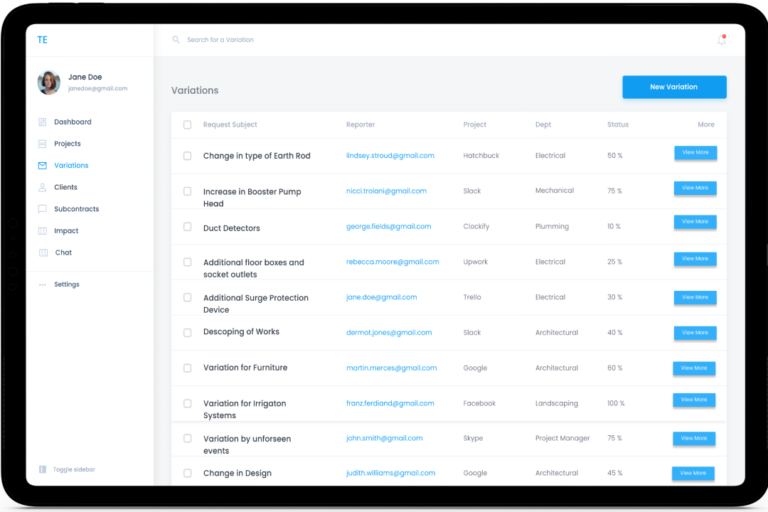 TE
Search for a Variation
Jane Doe
janedoe@gmail.com
Dashboard
Projects
Variations
Clients
Subcontracts
Impact
Chat
Settings
Toggle sidebar
Variations
New Variation
Request Subject Reporter Project Dept Status More
Change in type of Earth Rod lindsey.stroud@gmail.com Hatchbuck Electrical 50 % View More
Increase in Booster Pump nicci.troiani@gmail.com Slack Mechanical 75 % View More
Head
Duct Detectors george.fields@gmail.com Clockify Plumming 10 % View More
Additional floor boxes and rebecca.moore@gmail.com Upwork Electrical 25 % View More
socket outlets
Additional Surge Protection jane.doe@gmail.com Trello Electrical 30 % View More
Device
Descoping of Works dermot.jones@gmail.com Slack Architectural 40 % View More
Variation for Furniture martin.merces@gmail.com Google Architectural 60 % View More
Variation for Irrigaton franz.ferdiand@gmail.com Facebook Landscaping 100 % View More
Systems
Variation by unforseen john.smith@gmail.com Skype Project Manager 75 % View More
events
Change in Design judith.williams@gmail.com Google Architectural 45 % View More